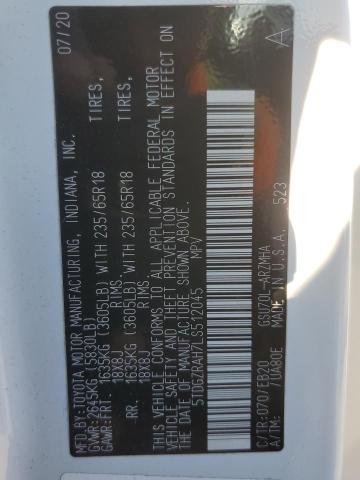 MFD.BY:TOYOTA MOTOR MANUFACTURING, INDIANA, INC. 07/20
GVWR:2645KG (5830LB)
GAWR:FRT. 1635KG (3605LB) WITH 235/65R18 TIRES,
18X8J RIMS,
RR. 1635KG (3605LB) WITH 235/65R18 TIRES,
18X8J RIMS,
THIS VEHICLE CONFORMS TO ALL APPLICABLE FEDERAL MOTOR
VEHICLE SAFETY AND THEFT PREVENTION STANDARDS IN EFFECT ON
THE DATE OF MANUFACTURE SHOWN ABOVE.
5TDGZRAH7LS512045 MPV
C/TR:070/EB20 GSU70L-ARZMHA A
A/TM: /UA80E MADE IN U.S.A. 523